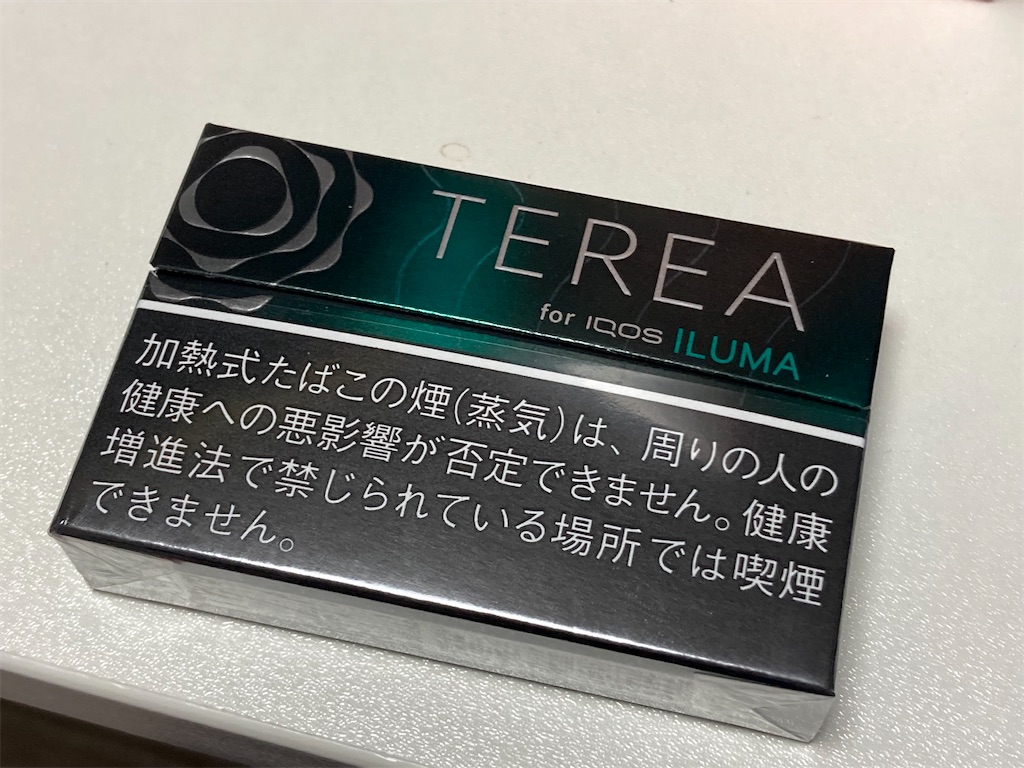 TEREA
for IQOS ILUMA
加熱式たばこの煙(蒸気)は、周りの人の
健康への悪影響が否定できません。健康
増進法で禁じられている場所では喫煙
できません。